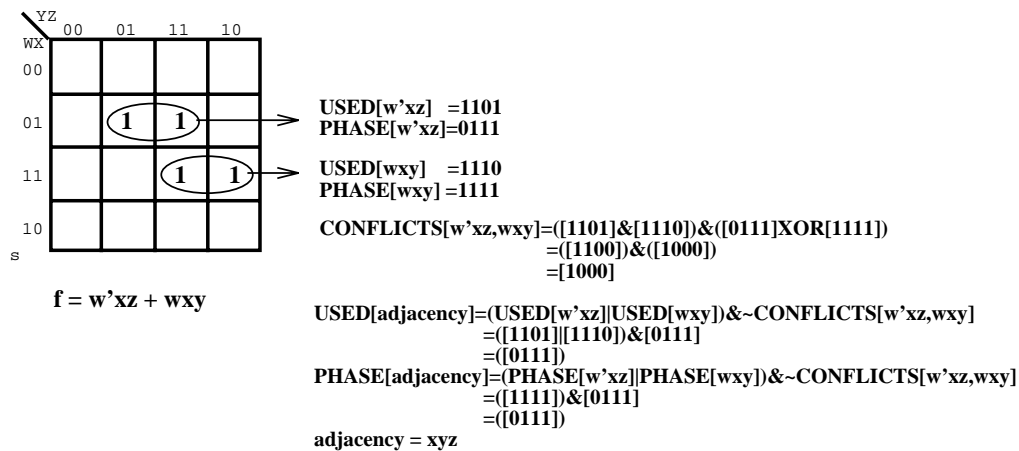 YZ
00 01 11 10
WX
00
01 1 1
11 1 1
10
s
f = w'xz + wxy
USED[w'xz] =1101
PHASE[w'xz]=0111
USED[wxy] =1110
PHASE[wxy] =1111
CONFLICTS[w'xz,wxy]=([1101]&[1110])&([0111]XOR[1111])
=([1100])&([1000])
=[1000]
USED[adjacency]=(USED[w'xz]|USED[wxy])&~CONFLICTS[w'xz,wxy]
=([1101]|[1110])&[0111]
=([0111])
PHASE[adjacency]=(PHASE[w'xz]|PHASE[wxy])&~CONFLICTS[w'xz,wxy]
=([1111])&[0111]
=([0111])
adjacency = xyz